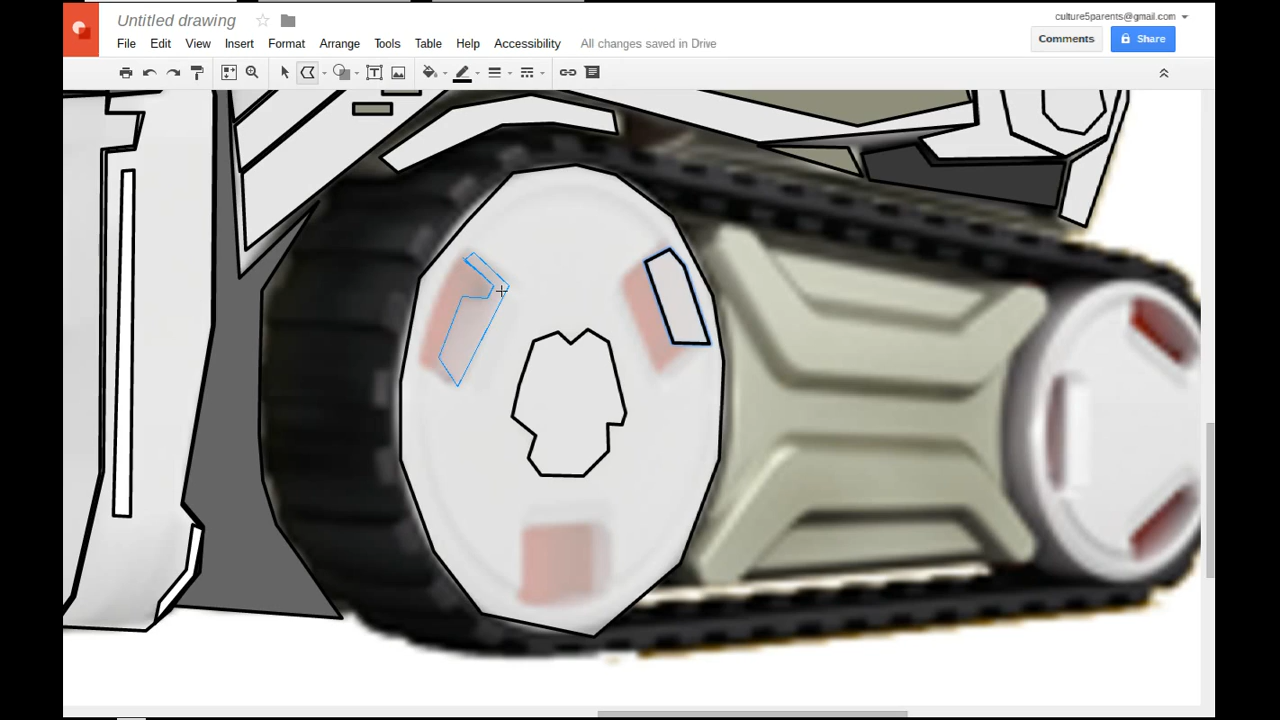 Untitled drawing
culture5parents@gmail.com
File Edit View Insert Format Arrange Tools Table Help Accessibility All changes saved in Drive
Comments Share